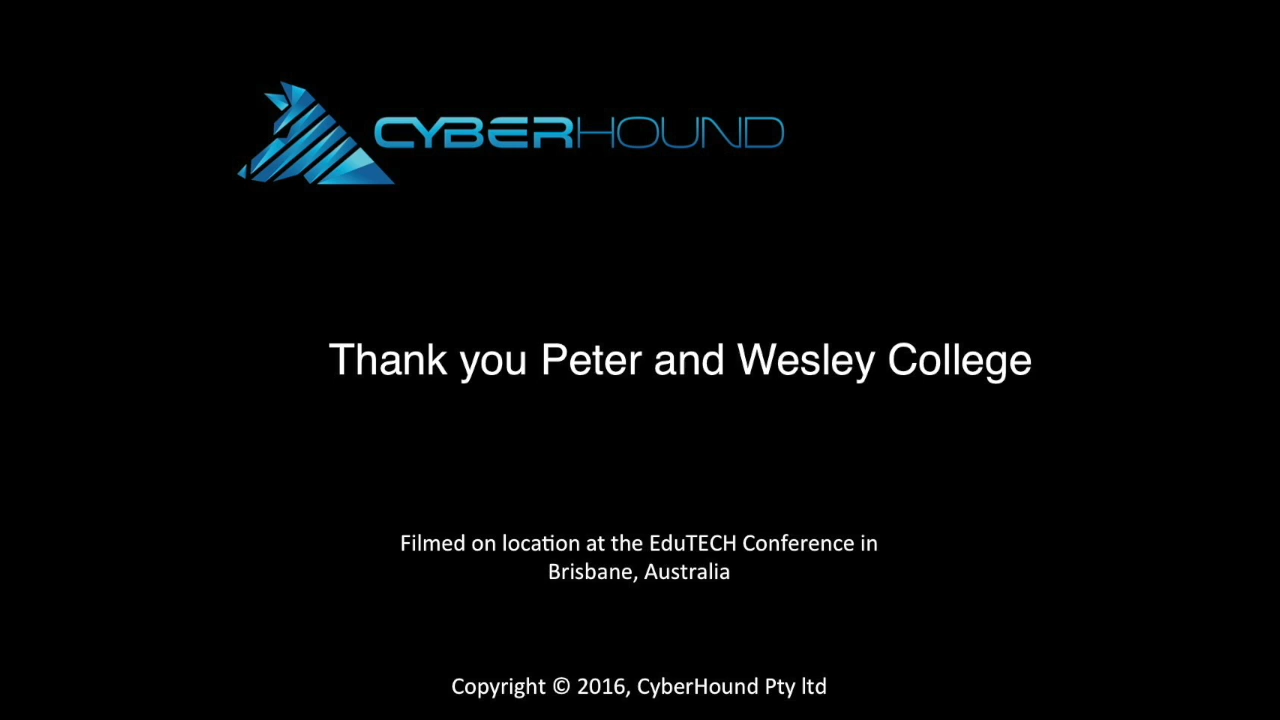 CYBERHOUND
Thank you Peter and Wesley College
Filmed on location at the EduTECH Conference in
Brisbane, Australia
Copyright © 2016, CyberHound Pty ltd